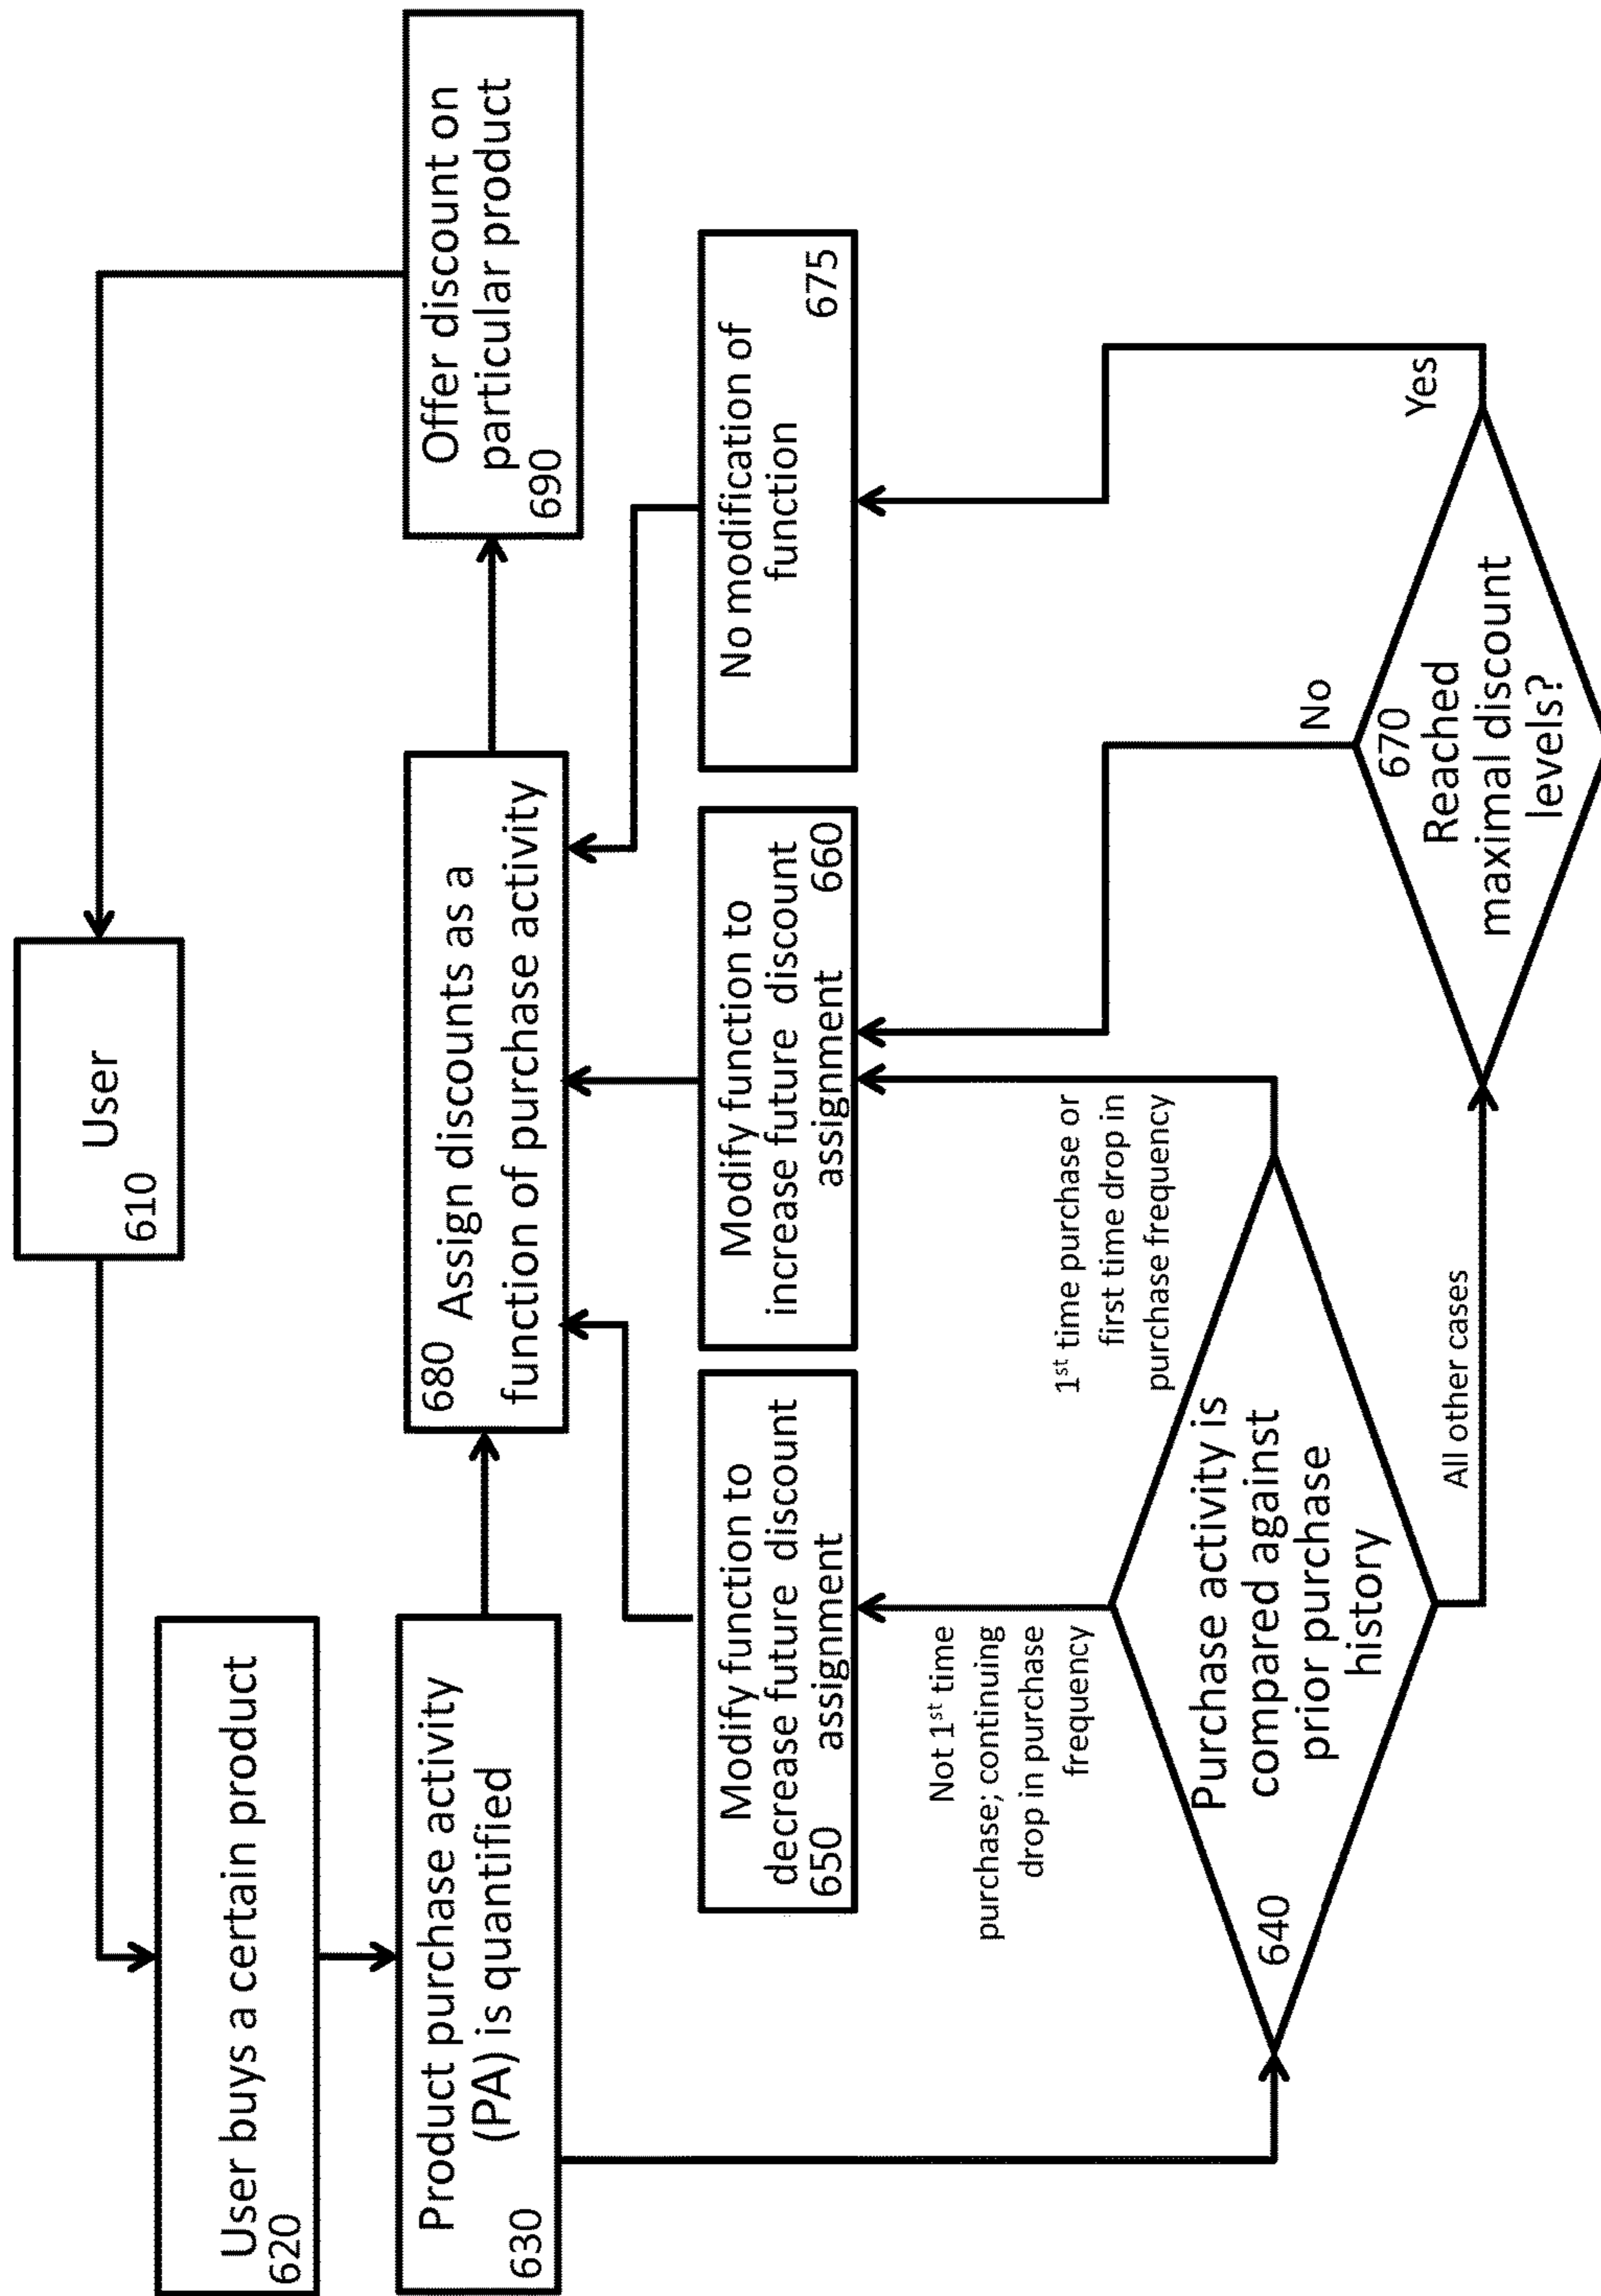 User
610
User buys a certain product
620
Product purchase activity
(PA) is quantified
630
680 Assign discounts as a
function of purchase activity
Offer discount on
particular product
690
Modify function to
decrease future discount
650 assignment
Modify function to
increase future discount
assignment 660
No modification of
function
675
Not 1st time
purchase; continuing
drop in purchase
frequency
1st time purchase or
first time drop in
purchase frequency
Purchase activity is
compared against
prior purchase
history
640
All other cases
No
Yes
670
Reached
maximal discount
levels?